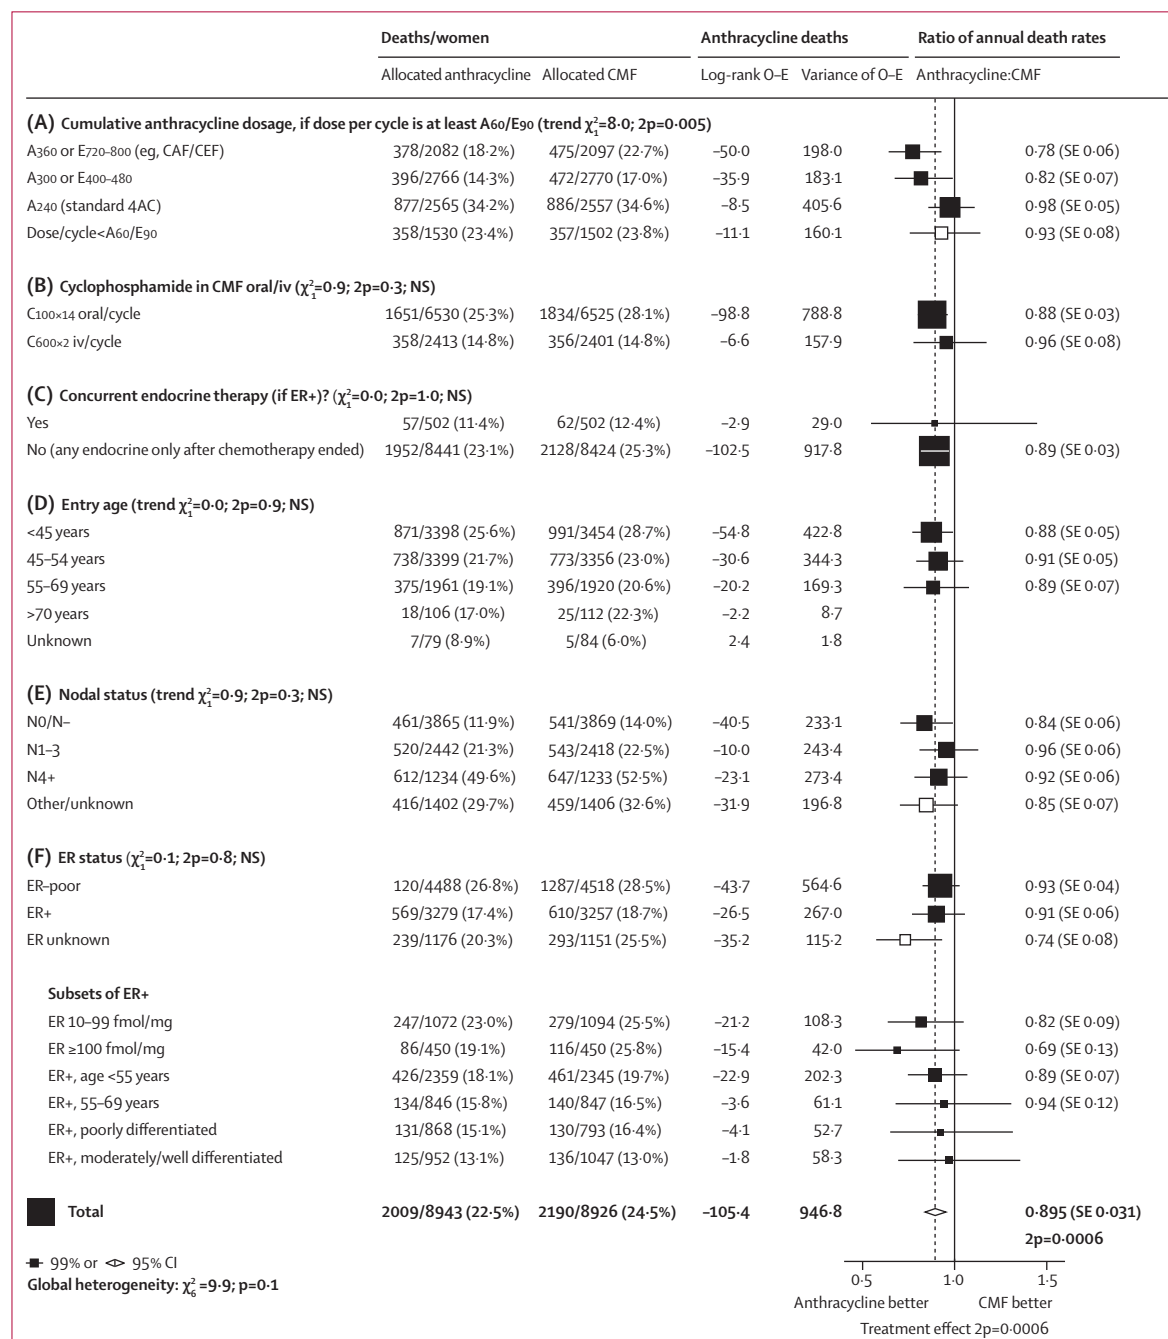 Deaths/women Anthracycline deaths Ratio of annual death rates
Allocated anthracycline Allocated CMF Log-rank O–E Variance of O–E Anthracycline:CMF
(A) Cumulative anthracycline dosage, if dose per cycle is at least A60/E90 (trend χ²₁=8·0; 2p=0·005)
A360 or E720-800 (eg, CAF/CEF) 378/2082 (18·2%) 475/2097 (22·7%) –50·0 198·0 0·78 (SE 0·06)
A300 or E400-480 396/2766 (14·3%) 472/2770 (17·0%) –35·9 183·1 0·82 (SE 0·07)
A240 (standard 4AC) 877/2565 (34·2%) 886/2557 (34·6%) –8·5 405·6 0·98 (SE 0·05)
Dose/cycle<A60/E90 358/1530 (23·4%) 357/1502 (23·8%) –11·1 160·1 0·93 (SE 0·08)
(B) Cyclophosphamide in CMF oral/iv (χ²₁=0·9; 2p=0·3; NS)
C100×14 oral/cycle 1651/6530 (25·3%) 1834/6525 (28·1%) –98·8 788·8 0·88 (SE 0·03)
C600×2 iv/cycle 358/2413 (14·8%) 356/2401 (14·8%) –6·6 157·9 0·96 (SE 0·08)
(C) Concurrent endocrine therapy (if ER+)? (χ²₁=0·0; 2p=1·0; NS)
Yes 57/502 (11·4%) 62/502 (12·4%) –2·9 29·0
No (any endocrine only after chemotherapy ended) 1952/8441 (23·1%) 2128/8424 (25·3%) –102·5 917·8 0·89 (SE 0·03)
(D) Entry age (trend χ²₁=0·0; 2p=0·9; NS)
<45 years 871/3398 (25·6%) 991/3454 (28·7%) –54·8 422·8 0·88 (SE 0·05)
45–54 years 738/3399 (21·7%) 773/3356 (23·0%) –30·6 344·3 0·91 (SE 0·05)
55–69 years 375/1961 (19·1%) 396/1920 (20·6%) –20·2 169·3 0·89 (SE 0·07)
>70 years 18/106 (17·0%) 25/112 (22·3%) –2·2 8·7
Unknown 7/79 (8·9%) 5/84 (6·0%) 2·4 1·8
(E) Nodal status (trend χ²₁=0·9; 2p=0·3; NS)
N0/N– 461/3865 (11·9%) 541/3869 (14·0%) –40·5 233·1 0·84 (SE 0·06)
N1–3 520/2442 (21·3%) 543/2418 (22·5%) –10·0 243·4 0·96 (SE 0·06)
N4+ 612/1234 (49·6%) 647/1233 (52·5%) –23·1 273·4 0·92 (SE 0·06)
Other/unknown 416/1402 (29·7%) 459/1406 (32·6%) –31·9 196·8 0·85 (SE 0·07)
(F) ER status (χ²₁=0·1; 2p=0·8; NS)
ER–poor 120/4488 (26·8%) 1287/4518 (28·5%) –43·7 564·6 0·93 (SE 0·04)
ER+ 569/3279 (17·4%) 610/3257 (18·7%) –26·5 267·0 0·91 (SE 0·06)
ER unknown 239/1176 (20·3%) 293/1151 (25·5%) –35·2 115·2 0·74 (SE 0·08)
Subsets of ER+
ER 10–99 fmol/mg 247/1072 (23·0%) 279/1094 (25·5%) –21·2 108·3 0·82 (SE 0·09)
ER ≥100 fmol/mg 86/450 (19·1%) 116/450 (25·8%) –15·4 42·0 0·69 (SE 0·13)
ER+, age <55 years 426/2359 (18·1%) 461/2345 (19·7%) –22·9 202·3 0·89 (SE 0·07)
ER+, 55–69 years 134/846 (15·8%) 140/847 (16·5%) –3·6 61·1 0·94 (SE 0·12)
ER+, poorly differentiated 131/868 (15·1%) 130/793 (16·4%) –4·1 52·7
ER+, moderately/well differentiated 125/952 (13·1%) 136/1047 (13·0%) –1·8 58·3
Total 2009/8943 (22·5%) 2190/8926 (24·5%) –105·4 946·8 0·895 (SE 0·031)
2p=0·0006
99% or 95% CI
Global heterogeneity: χ²₆=9·9; p=0·1
0·5 1·0 1·5
Anthracycline better CMF better
Treatment effect 2p=0·0006